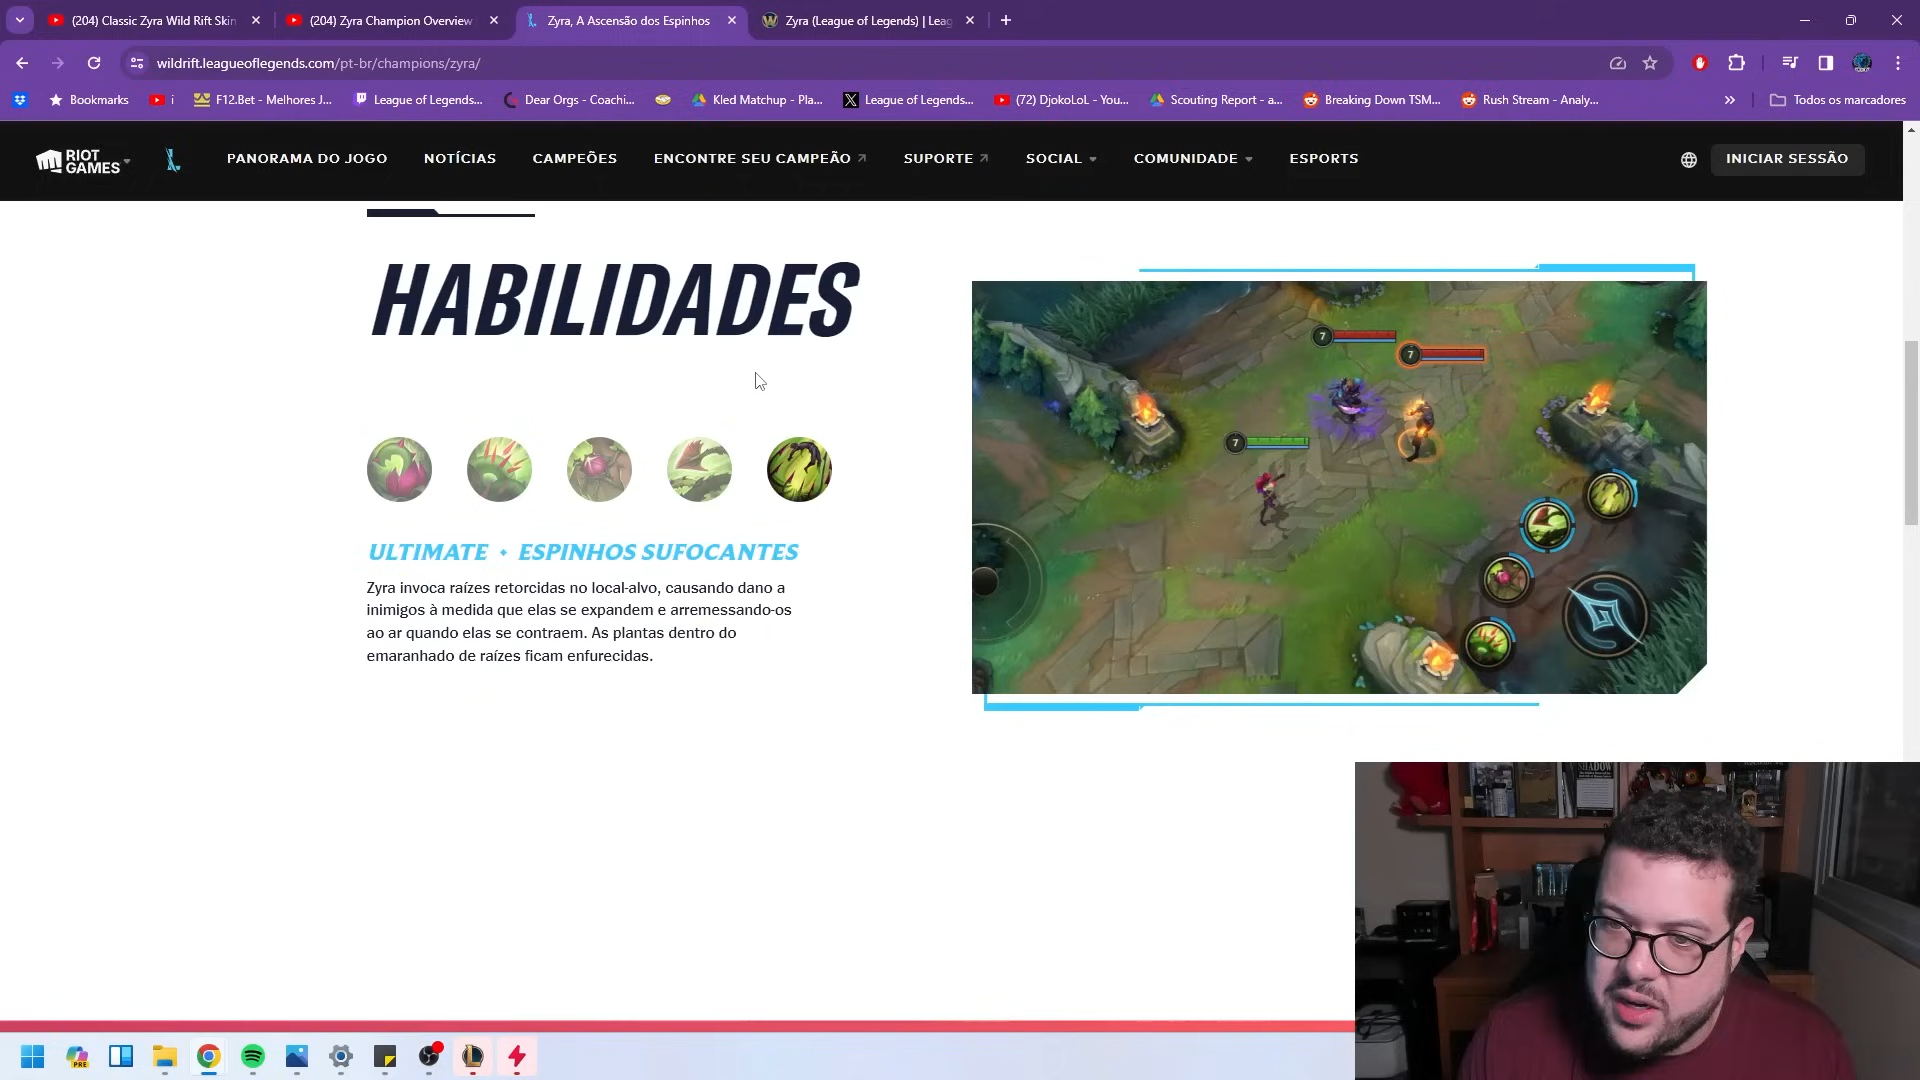 (204) Classic Zyra Wild Rift Skin
(204) Zyra Champion Overview
Zyra, A Ascensão dos Espinhos
Zyra (League of Legends) | Leag
wildrift.leagueoflegends.com/pt-br/champions/zyra/
Bookmarks
i
F12.Bet - Melhores J...
League of Legends...
Dear Orgs - Coachi...
Kled Matchup - Pla...
League of Legends...
(72) DjokoLoL - You...
Scouting Report - a...
Breaking Down TSM...
Rush Stream - Analy...
Todos os marcadores
RIOT
GAMES
PANORAMA DO JOGO
NOTÍCIAS
CAMPEÕES
ENCONTRE SEU CAMPEÃO
SUPORTE
SOCIAL
COMUNIDADE
ESPORTS
INICIAR SESSÃO
HABILIDADES
7
7
7
ULTIMATE • ESPINHOS SUFOCANTES
Zyra invoca raízes retorcidas no local-alvo, causando dano a
inimigos à medida que elas se expandem e arremessando-os
ao ar quando elas se contraem. As plantas dentro do
emaranhado de raízes ficam enfurecidas.
SHADOW
PRE